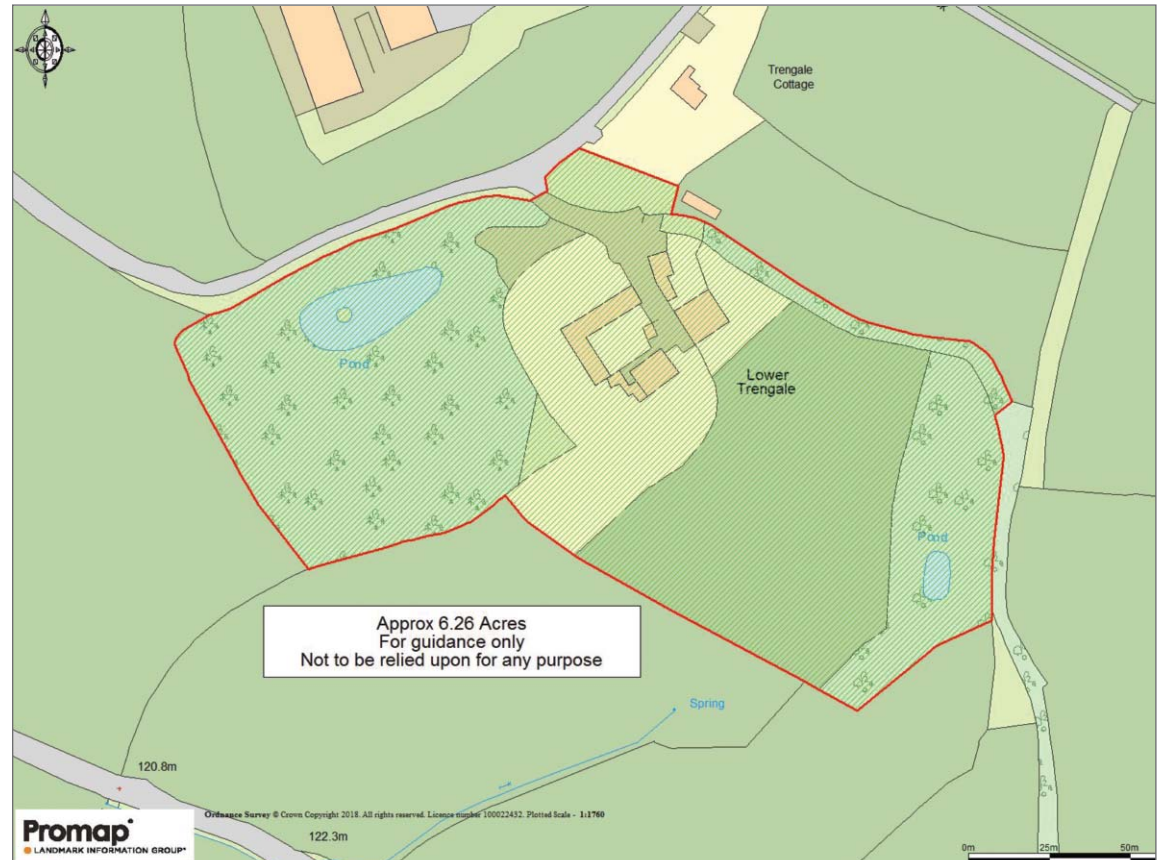 Trengale
Cottage
Pond
Lower
Trengale
Pond
Approx 6.26 Acres
For guidance only
Not to be relied upon for any purpose
Spring
120.8m
Ordnance Survey © Crown Copyright 2018. All rights reserved. Licence number 100022432. Plotted Scale - 1:1760
Promap
LANDMARK INFORMATION GROUP
122.3m
0m 25m 50m